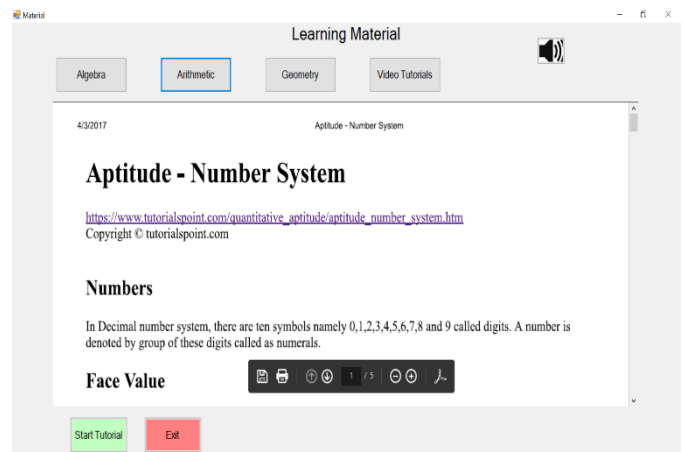 Material
Learning Material
Algebra
Arithmetic
Geometry
Video Tutorials
4/3/2017
Aptitude - Number System
Aptitude - Number System
https://www.tutorialspoint.com/quantitative_aptitude/aptitude_number_system.htm
Copyright © tutorialspoint.com
Numbers
In Decimal number system, there are ten symbols namely 0,1,2,3,4,5,6,7,8 and 9 called digits. A number is
denoted by group of these digits called as numerals.
Face Value
1 / 5
Start Tutorial
Exit